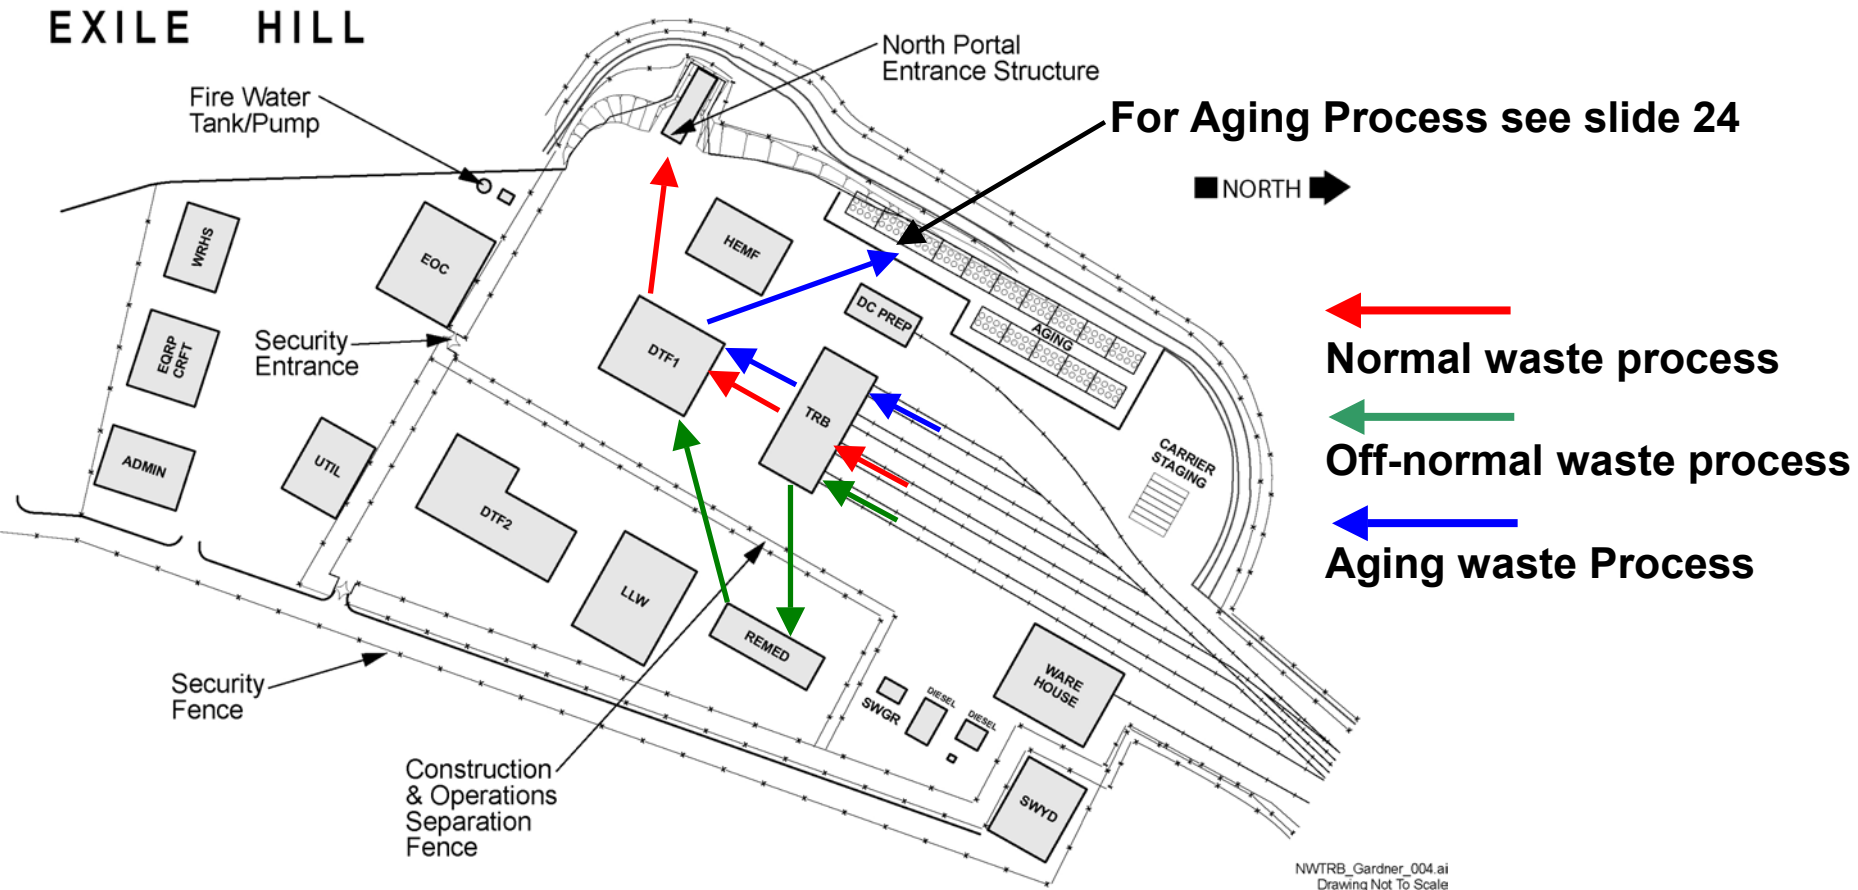 EXILE HILL
North Portal
Entrance Structure
Fire Water
Tank/Pump
For Aging Process see slide 24
NORTH
WRHS
EOC
HEMF
DC PREP
AGING
EQRP
CRFT
Security
Entrance
DTF1
TRB
Normal waste process
Off-normal waste process
Aging waste Process
CARRIER
STAGING
ADMIN
UTIL
DTF2
LLW
REMED
Security
Fence
WARE
HOUSE
SWGR
DIESEL
DIESEL
SWYD
Construction
& Operations
Separation
Fence
NWTRB_Gardner_004.ai
Drawing Not To Scale